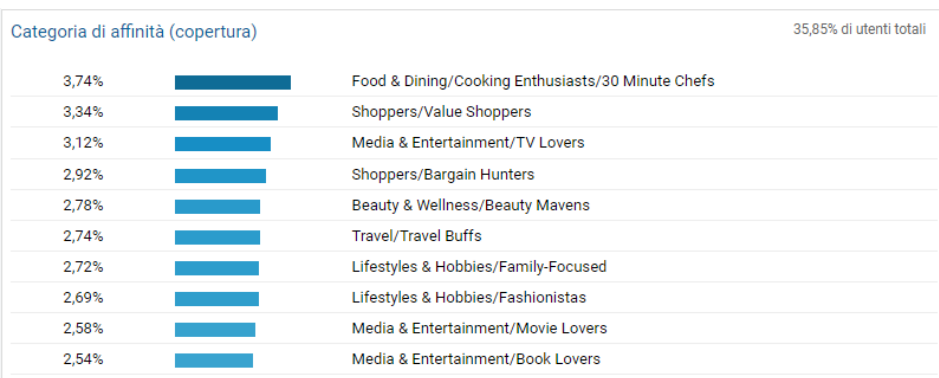 Categoria di affinità (copertura) 35,85% di utenti totali
3,74% Food & Dining/Cooking Enthusiasts/30 Minute Chefs
3,34% Shoppers/Value Shoppers
3,12% Media & Entertainment/TV Lovers
2,92% Shoppers/Bargain Hunters
2,78% Beauty & Wellness/Beauty Mavens
2,74% Travel/Travel Buffs
2,72% Lifestyles & Hobbies/Family-Focused
2,69% Lifestyles & Hobbies/Fashionistas
2,58% Media & Entertainment/Movie Lovers
2,54% Media & Entertainment/Book Lovers